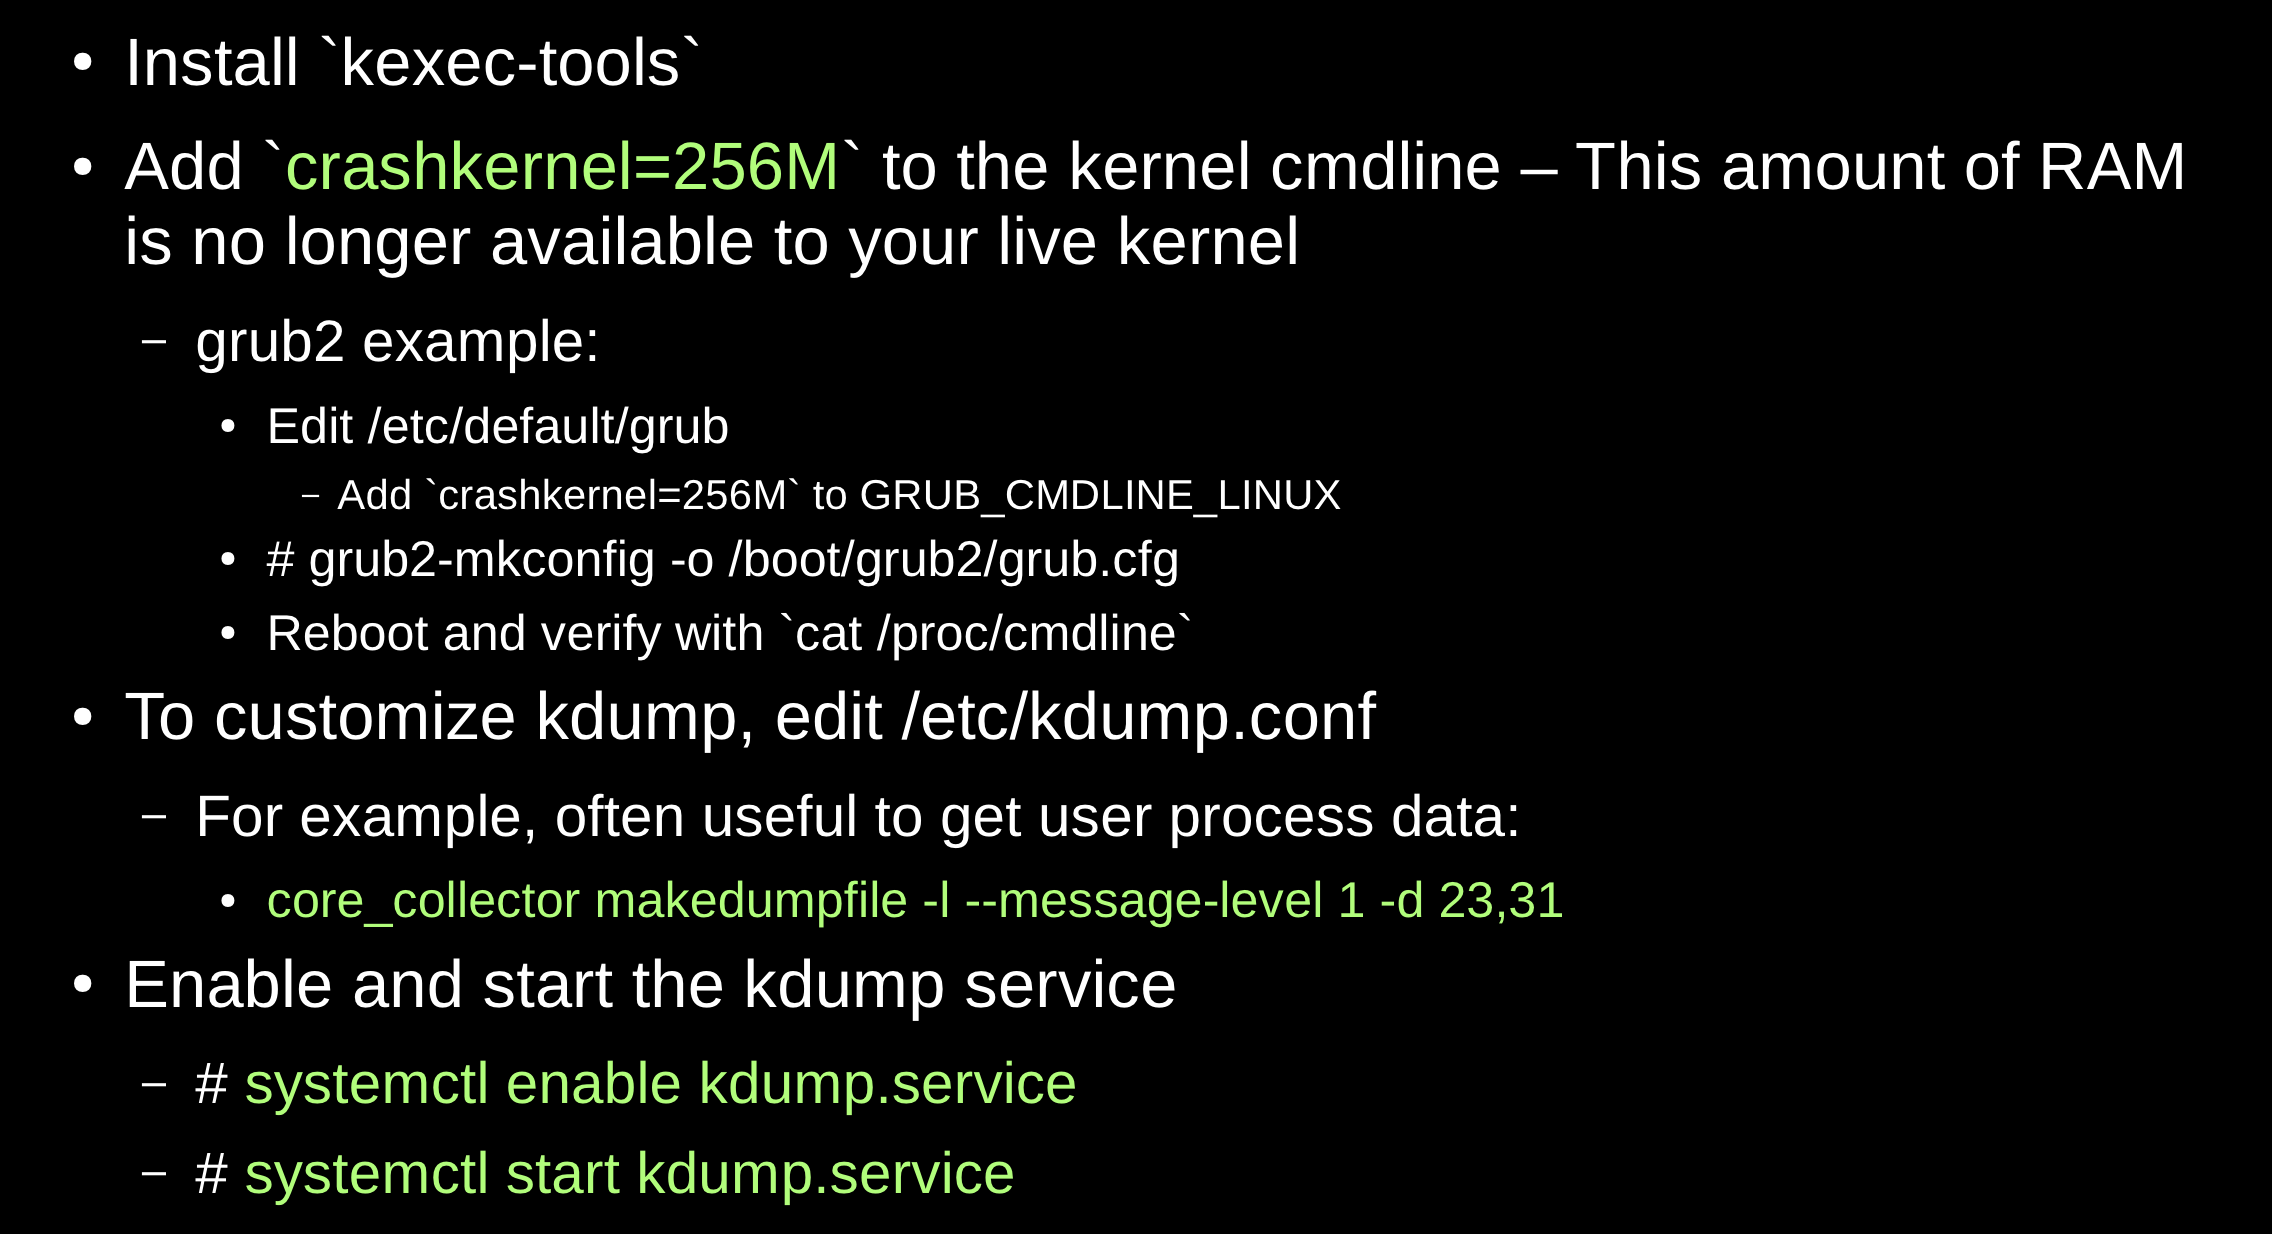 • Install `kexec-tools`
• Add `crashkernel=256M` to the kernel cmdline – This amount of RAM
is no longer available to your live kernel
– grub2 example:
• Edit /etc/default/grub
– Add `crashkernel=256M` to GRUB_CMDLINE_LINUX
• # grub2-mkconfig -o /boot/grub2/grub.cfg
• Reboot and verify with `cat /proc/cmdline`
• To customize kdump, edit /etc/kdump.conf
– For example, often useful to get user process data:
• core_collector makedumpfile -l --message-level 1 -d 23,31
• Enable and start the kdump service
– # systemctl enable kdump.service
– # systemctl start kdump.service